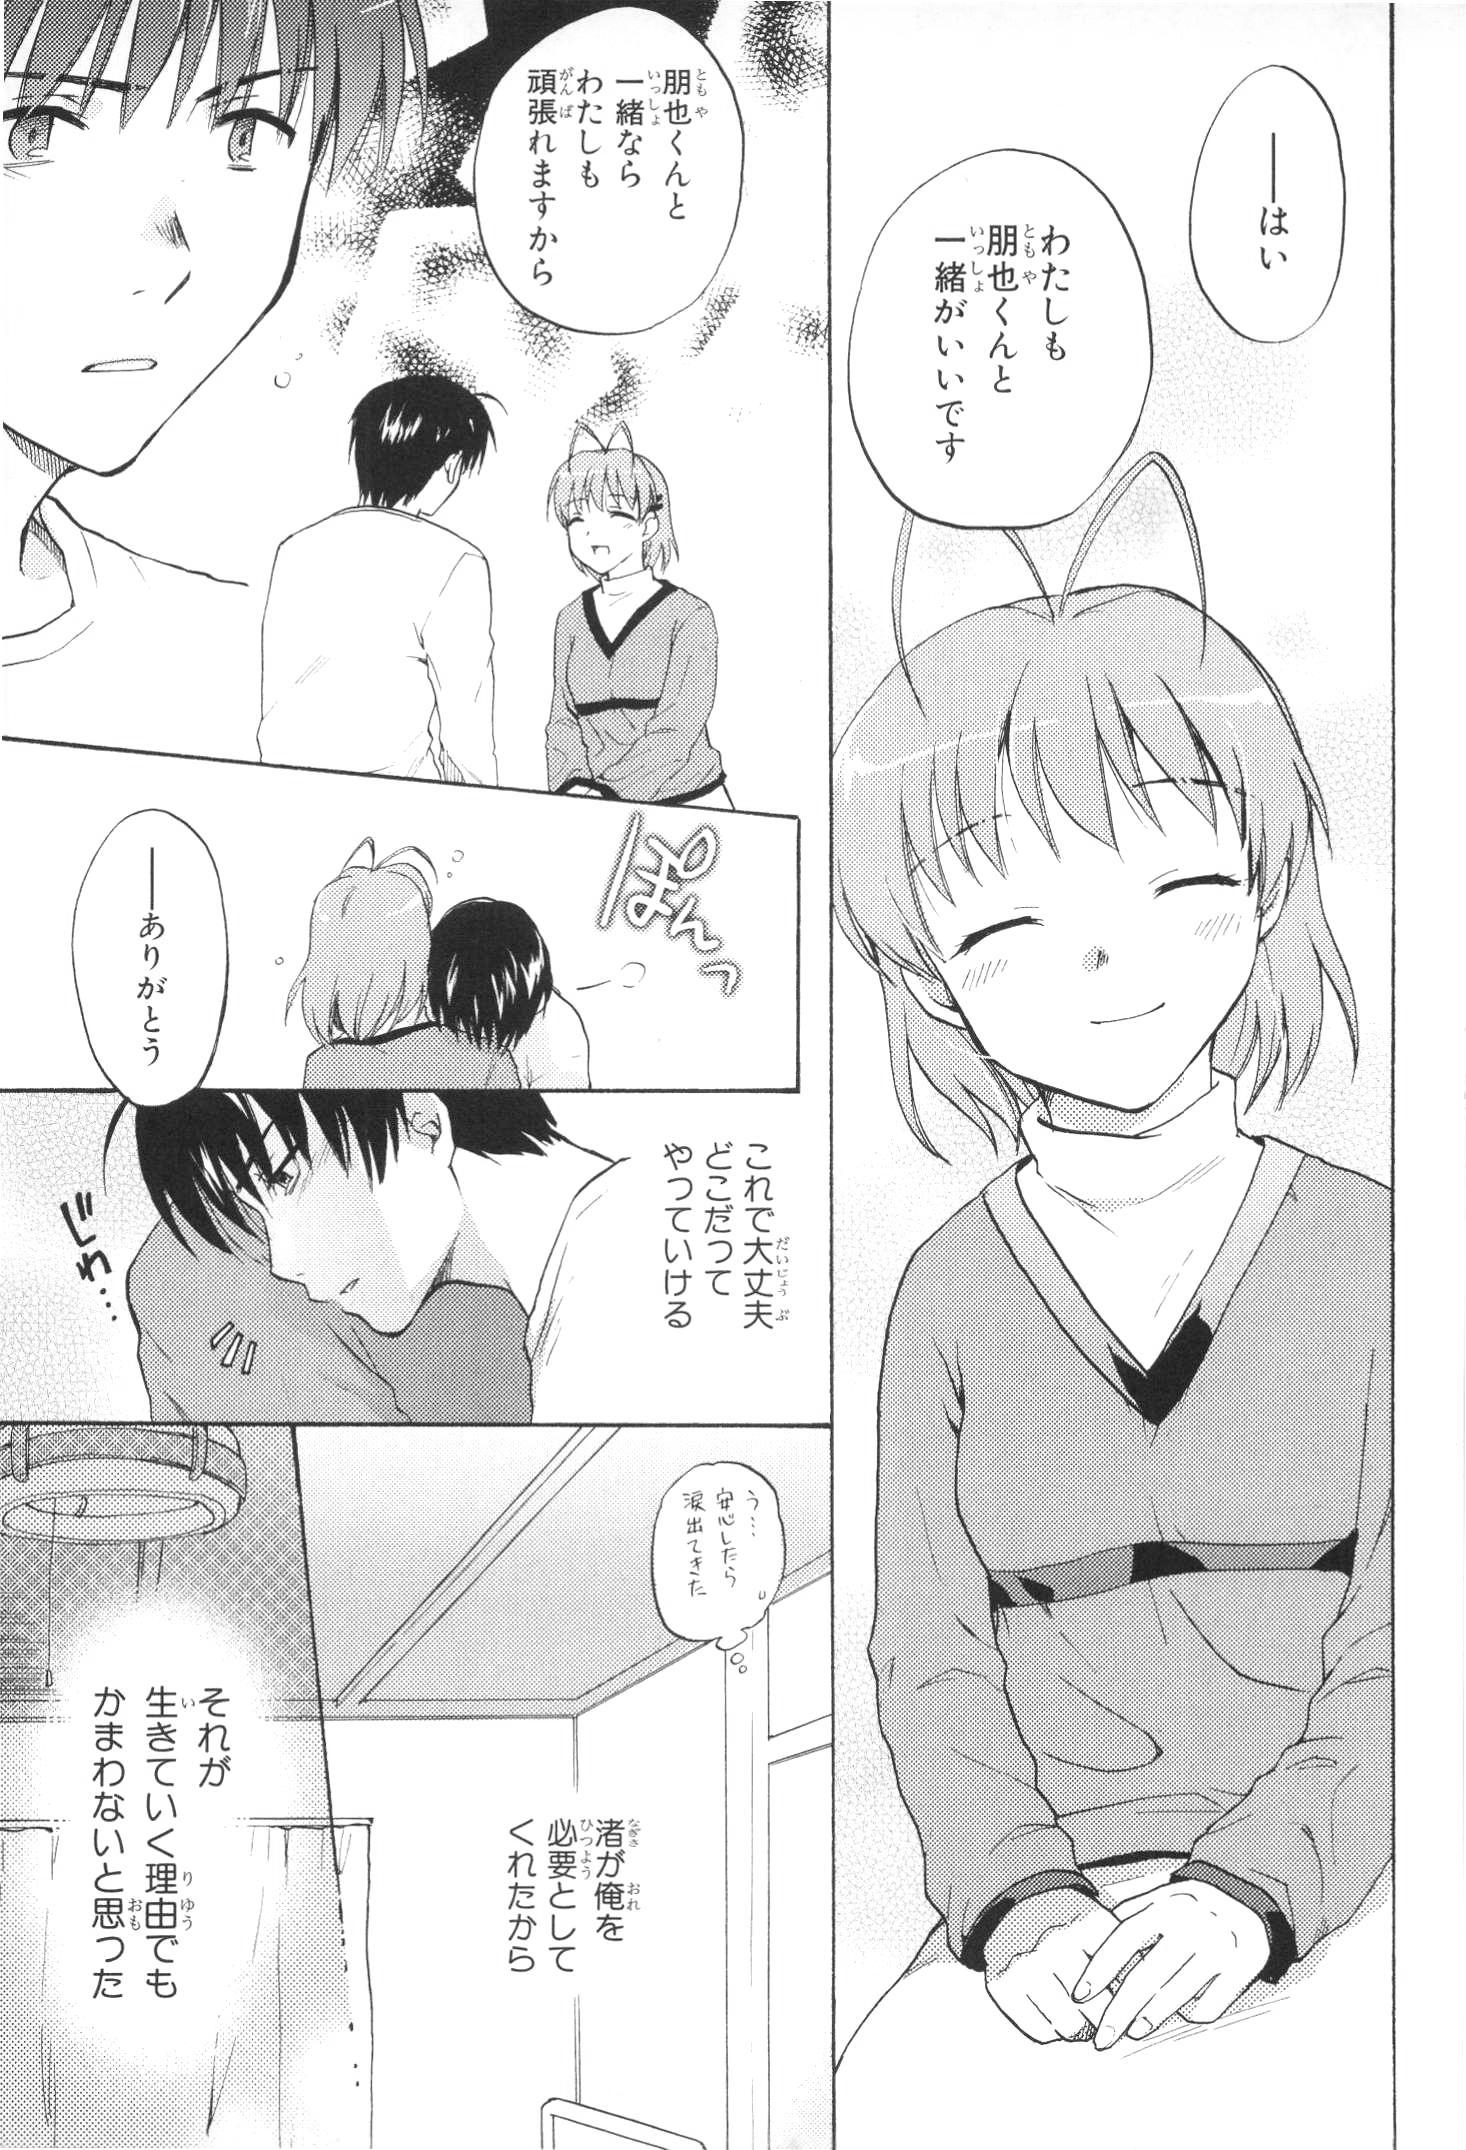 ──はい
わたしも
朋也くんと
一緒がいいです
朋也くんと
一緒なら
わたしも
頑張れますから
ぽんっ
──ありがとう
これで大丈夫
どこだって
やっていける
じわ…
う…
安心したら
涙出てきた
渚が俺を
必要として
くれたから
それが
生きていく理由でも
かまわないと思った